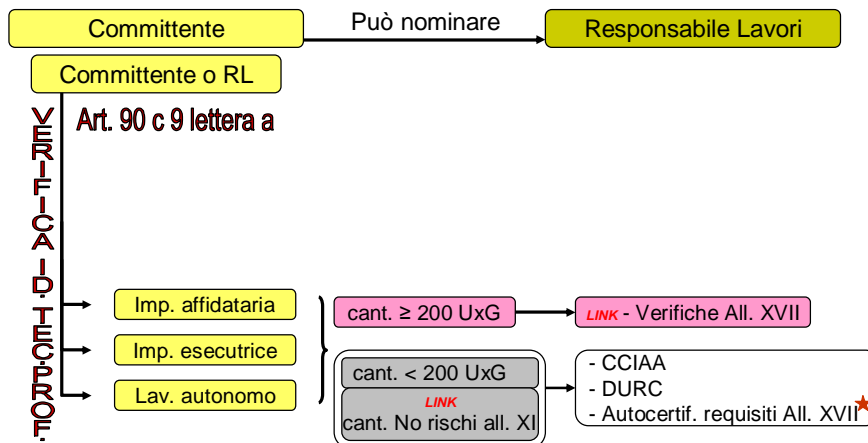 Committente
Può nominare
Responsabile Lavori
Committente o RL
Art. 90 c 9 lettera a
VERIFICA ID. TEC.PROF.
Imp. affidataria
Imp. esecutrice
Lav. autonomo
cant. ≥ 200 UxG
LINK - Verifiche All. XVII
cant. < 200 UxG
LINK
cant. No rischi all. XI
- CCIAA
- DURC
- Autocertif. requisiti All. XVII